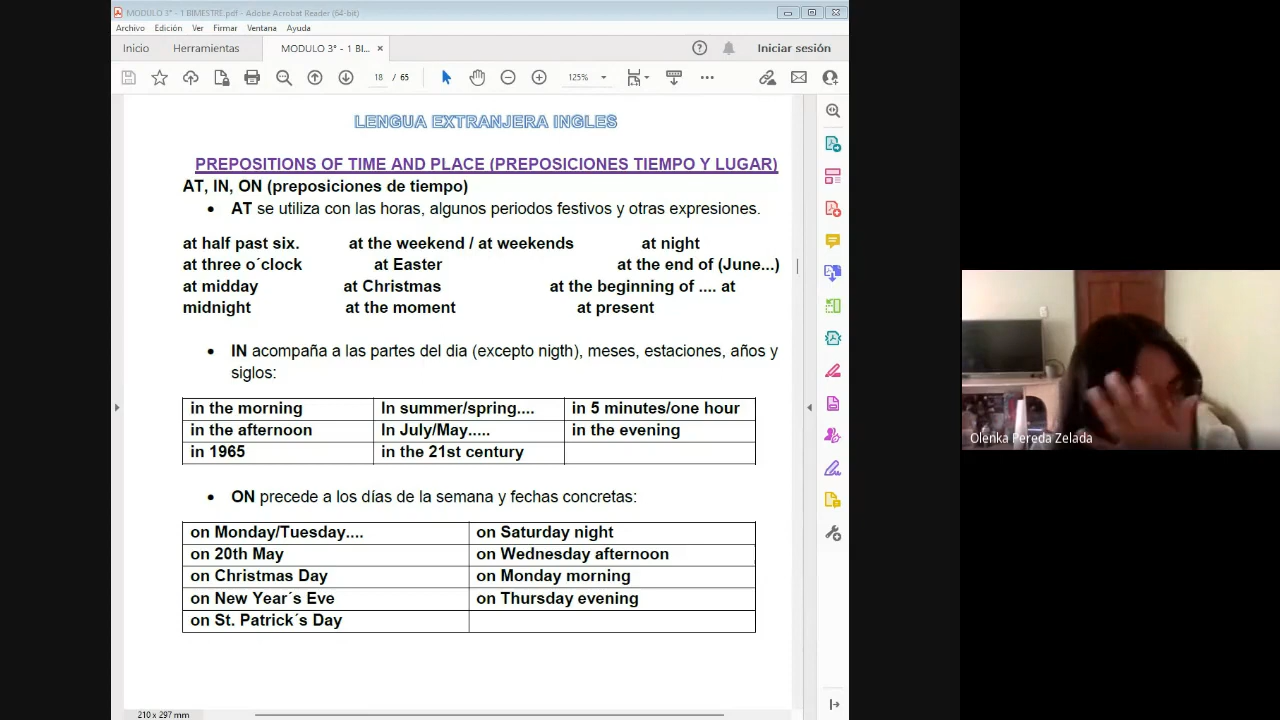 MODULO 3° - 1 BIMESTRE.pdf - Adobe Acrobat Reader (64-bit)
Archivo Edición Ver Firmar Ventana Ayuda
Inicio Herramientas MODULO 3° - 1 BI... × Iniciar sesión
18 / 65 125%
LENGUA EXTRANJERA INGLES
PREPOSITIONS OF TIME AND PLACE (PREPOSICIONES TIEMPO Y LUGAR)
AT, IN, ON (preposiciones de tiempo)
• AT se utiliza con las horas, algunos periodos festivos y otras expresiones.
at half past six. at the weekend / at weekends at night
at three o´clock at Easter at the end of (June...)
at midday at Christmas at the beginning of .... at
midnight at the moment at present
• IN acompaña a las partes del dia (excepto nigth), meses, estaciones, años y
siglos:
in the morning In summer/spring.... in 5 minutes/one hour
in the afternoon In July/May..... in the evening
in 1965 in the 21st century
• ON precede a los días de la semana y fechas concretas:
on Monday/Tuesday.... on Saturday night
on 20th May on Wednesday afternoon
on Christmas Day on Monday morning
on New Year´s Eve on Thursday evening
on St. Patrick´s Day
210 x 297 mm
Olenka Pereda Zelada